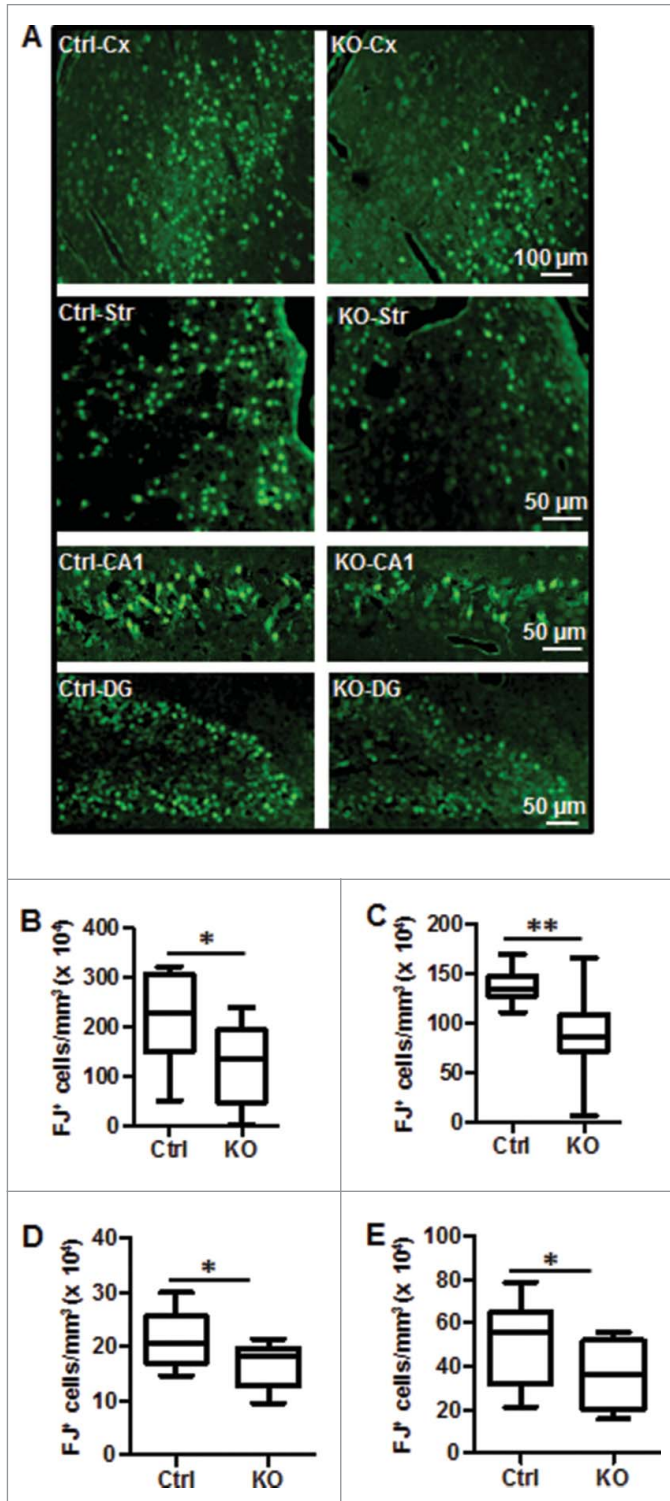 A
Ctrl-Cx
KO-Cx
100 µm
Ctrl-Str
KO-Str
50 µm
Ctrl-CA1
KO-CA1
50 µm
Ctrl-DG
KO-DG
50 µm
B
FJ⁺ cells/mm³ (x 10⁴)
400
300
200
100
0
*
Ctrl
KO
C
FJ⁺ cells/mm³ (x 10⁴)
200
150
100
50
0
**
Ctrl
KO
D
FJ⁺ cells/mm³ (x 10⁴)
40
30
20
10
0
*
Ctrl
KO
E
FJ⁺ cells/mm³ (x 10⁴)
100
80
60
40
20
0
*
Ctrl
KO